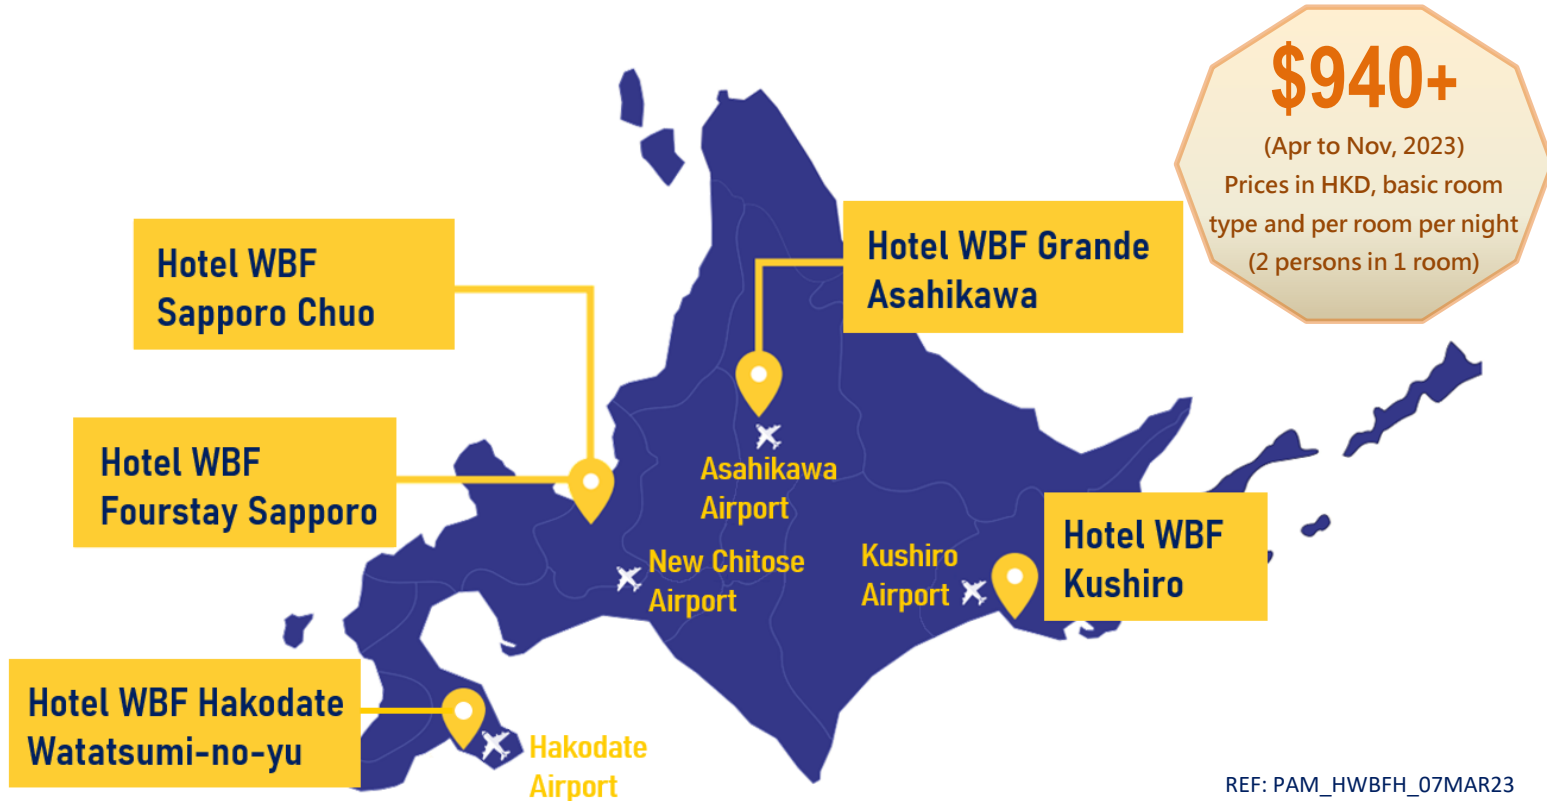 $940+
(Apr to Nov, 2023)
Prices in HKD, basic room
type and per room per night
(2 persons in 1 room)
Hotel WBF
Sapporo Chuo
Hotel WBF Grande
Asahikawa
Hotel WBF
Fourstay Sapporo
Asahikawa
Airport
New Chitose
Airport
Kushiro
Airport
Hotel WBF
Kushiro
Hotel WBF Hakodate
Watatsumi-no-yu
Hakodate
Airport
REF: PAM_HWBFH_07MAR23